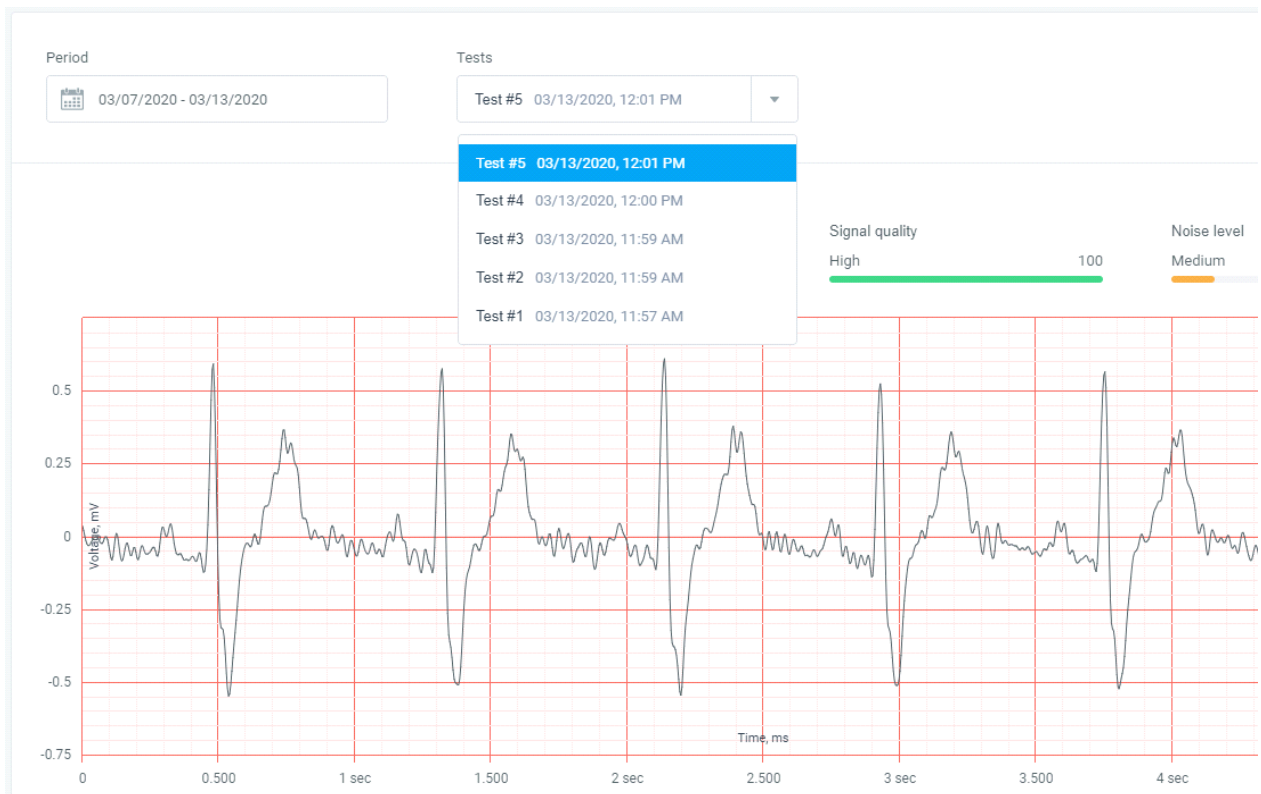 Period
Tests
03/07/2020 - 03/13/2020
Test #5 03/13/2020, 12:01 PM
Test #5 03/13/2020, 12:01 PM
Test #4 03/13/2020, 12:00 PM
Test #3 03/13/2020, 11:59 AM
Test #2 03/13/2020, 11:59 AM
Test #1 03/13/2020, 11:57 AM
Signal quality
High 100
Noise level
Medium
0.5
0.25
0
-0.25
-0.5
-0.75
Voltage, mV
Time, ms
0 0.500 1 sec 1.500 2 sec 2.500 3 sec 3.500 4 sec